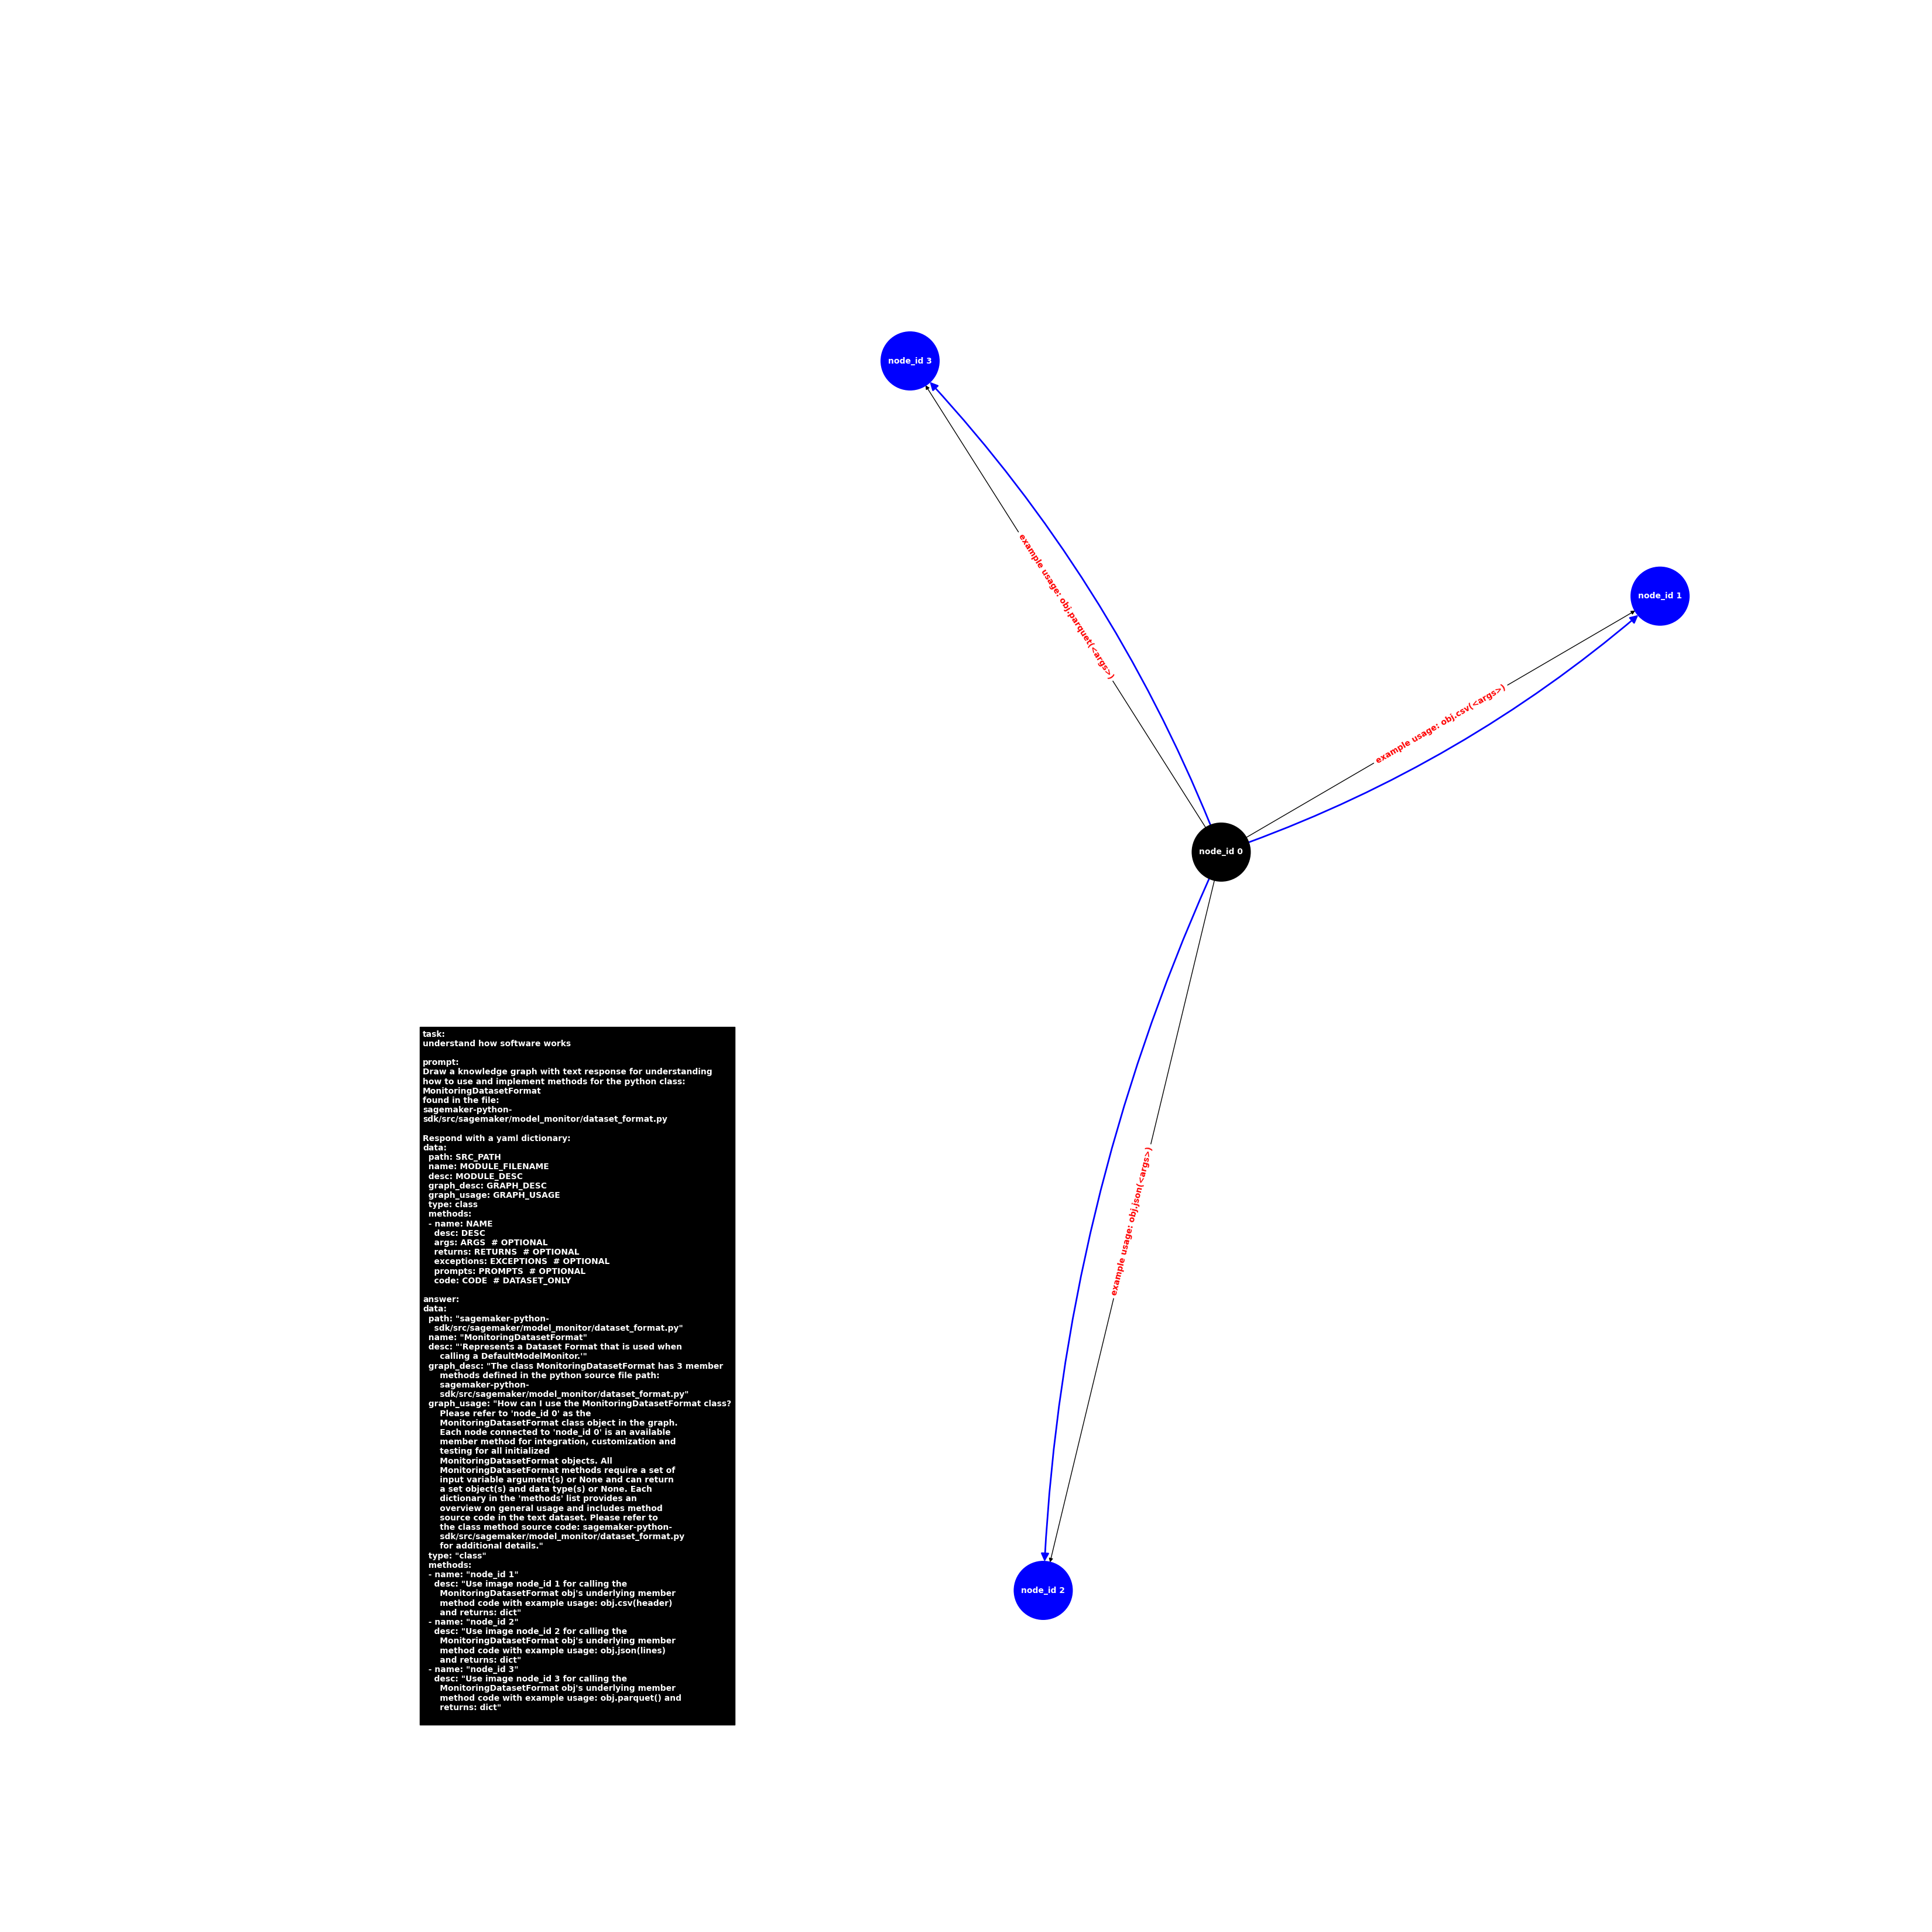 node_id 3
node_id 1
example usage: obj.parquet(<args>)
example usage: obj.csv(<args>)
node_id 0
example usage: obj.json(<args>)
node_id 2
task:
understand how software works

prompt:
Draw a knowledge graph with text response for understanding
how to use and implement methods for the python class:
MonitoringDatasetFormat
found in the file:
sagemaker-python-
sdk/src/sagemaker/model_monitor/dataset_format.py

Respond with a yaml dictionary:
data:
  path: SRC_PATH
  name: MODULE_FILENAME
  desc: MODULE_DESC
  graph_desc: GRAPH_DESC
  graph_usage: GRAPH_USAGE
  type: class
  methods:
  - name: NAME
    desc: DESC
    args: ARGS  # OPTIONAL
    returns: RETURNS  # OPTIONAL
    exceptions: EXCEPTIONS  # OPTIONAL
    prompts: PROMPTS  # OPTIONAL
    code: CODE  # DATASET_ONLY

answer:
data:
  path: "sagemaker-python-
    sdk/src/sagemaker/model_monitor/dataset_format.py"
  name: "MonitoringDatasetFormat"
  desc: "'Represents a Dataset Format that is used when
      calling a DefaultModelMonitor.'"
  graph_desc: "The class MonitoringDatasetFormat has 3 member
      methods defined in the python source file path:
      sagemaker-python-
      sdk/src/sagemaker/model_monitor/dataset_format.py"
  graph_usage: "How can I use the MonitoringDatasetFormat class?
      Please refer to 'node_id 0' as the
      MonitoringDatasetFormat class object in the graph.
      Each node connected to 'node_id 0' is an available
      member method for integration, customization and
      testing for all initialized
      MonitoringDatasetFormat objects. All
      MonitoringDatasetFormat methods require a set of
      input variable argument(s) or None and can return
      a set object(s) and data type(s) or None. Each
      dictionary in the 'methods' list provides an
      overview on general usage and includes method
      source code in the text dataset. Please refer to
      the class method source code: sagemaker-python-
      sdk/src/sagemaker/model_monitor/dataset_format.py
      for additional details."
  type: "class"
  methods:
  - name: "node_id 1"
    desc: "Use image node_id 1 for calling the
      MonitoringDatasetFormat obj's underlying member
      method code with example usage: obj.csv(header)
      and returns: dict"
  - name: "node_id 2"
    desc: "Use image node_id 2 for calling the
      MonitoringDatasetFormat obj's underlying member
      method code with example usage: obj.json(lines)
      and returns: dict"
  - name: "node_id 3"
    desc: "Use image node_id 3 for calling the
      MonitoringDatasetFormat obj's underlying member
      method code with example usage: obj.parquet() and
      returns: dict"